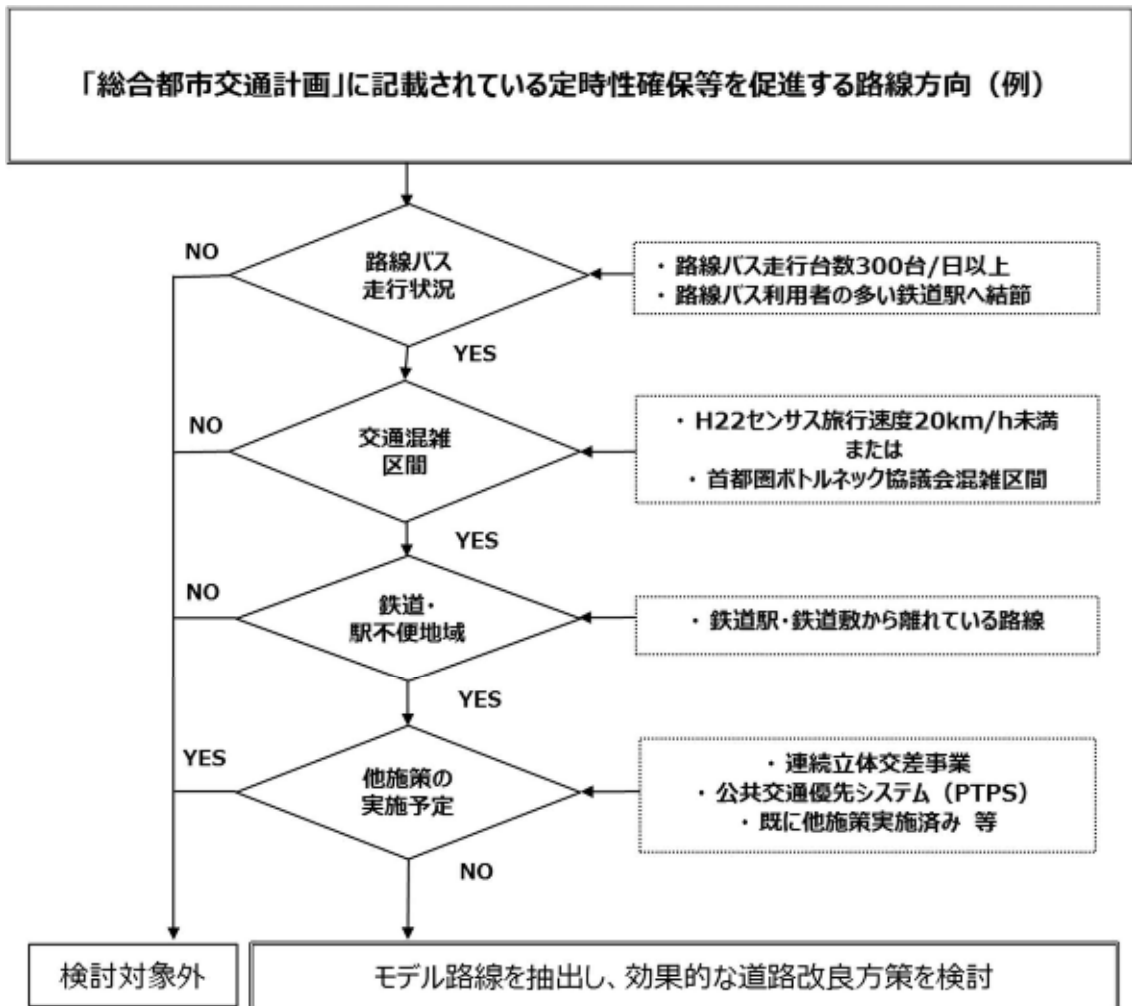 「総合都市交通計画」に記載されている定時性確保等を促進する路線方向（例）
NO
路線バス
走行状況
・ 路線バス走行台数300台/日以上
・ 路線バス利用者の多い鉄道駅へ結節
YES
NO
交通混雑
区間
・ H22センサス旅行速度20km/h未満
または
・ 首都圏ボトルネック協議会混雑区間
YES
NO
鉄道・
駅不便地域
・ 鉄道駅・鉄道敷から離れている路線
YES
YES
他施策の
実施予定
・ 連続立体交差事業
・ 公共交通優先システム（PTPS）
・ 既に他施策実施済み 等
NO
検討対象外
モデル路線を抽出し、効果的な道路改良方策を検討